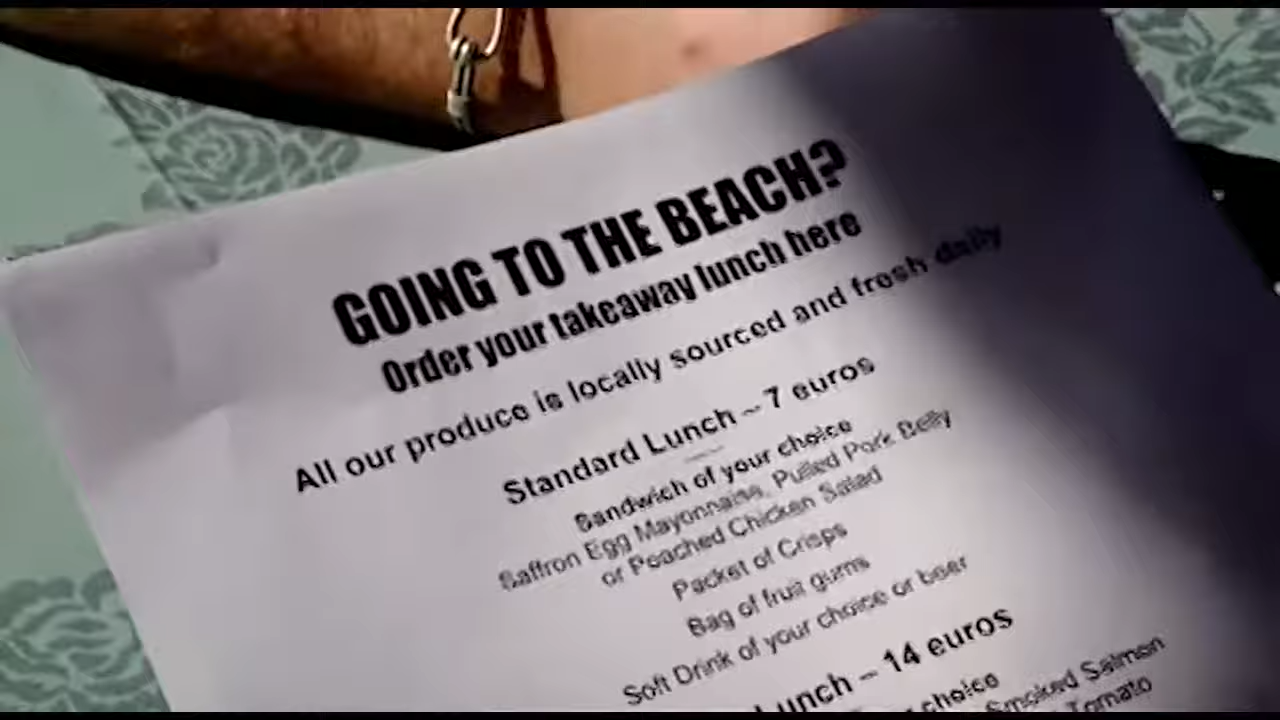 GOING TO THE BEACH?
Order your takeaway lunch here
All our produce is locally sourced and fresh daily
Standard Lunch – 7 euros
Sandwich of your choice
Saffron Egg Mayonnaise, Pulled Pork Belly
or Poached Chicken Salad
Packet of Crisps
Bag of fruit gums
Soft Drink of your choice or beer
Lunch – 14 euros
choice
Smoked Salmon
Tomato